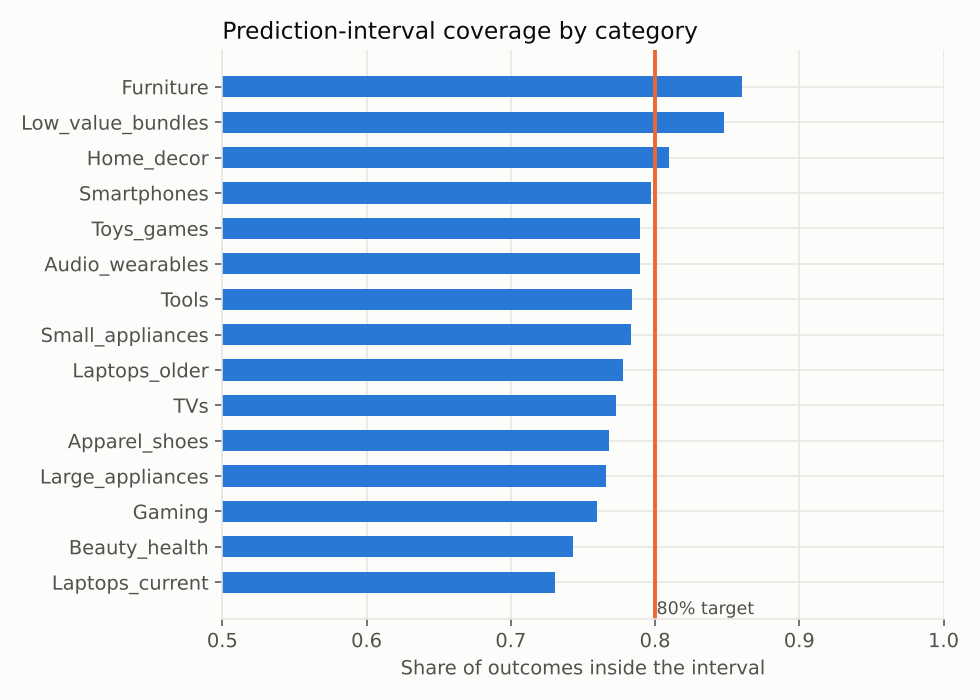 Prediction-interval coverage by category
Furniture
Low_value_bundles
Home_decor
Smartphones
Toys_games
Audio_wearables
Tools
Small_appliances
Laptops_older
TVs
Apparel_shoes
Large_appliances
Gaming
Beauty_health
Laptops_current
80% target
0.5 0.6 0.7 0.8 0.9 1.0
Share of outcomes inside the interval